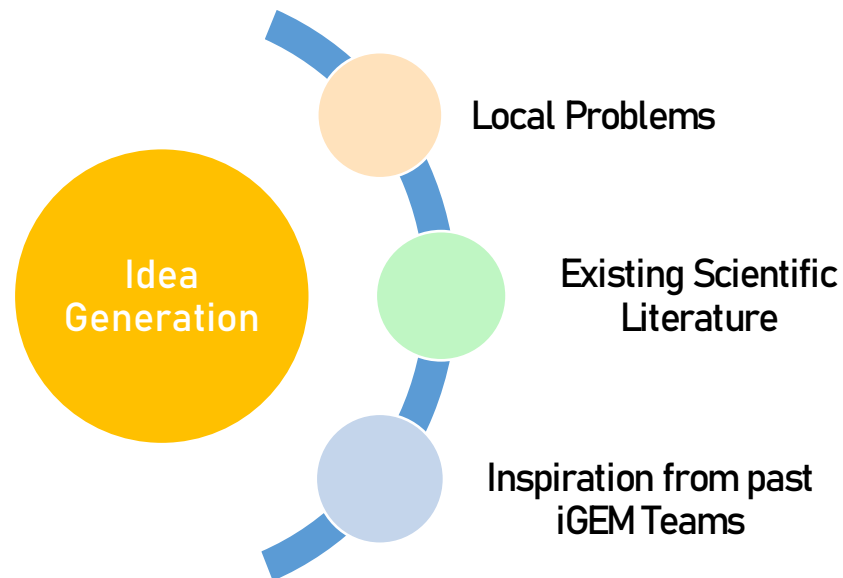 Local Problems
Idea
Generation
Existing Scientific
Literature
Inspiration from past
iGEM Teams